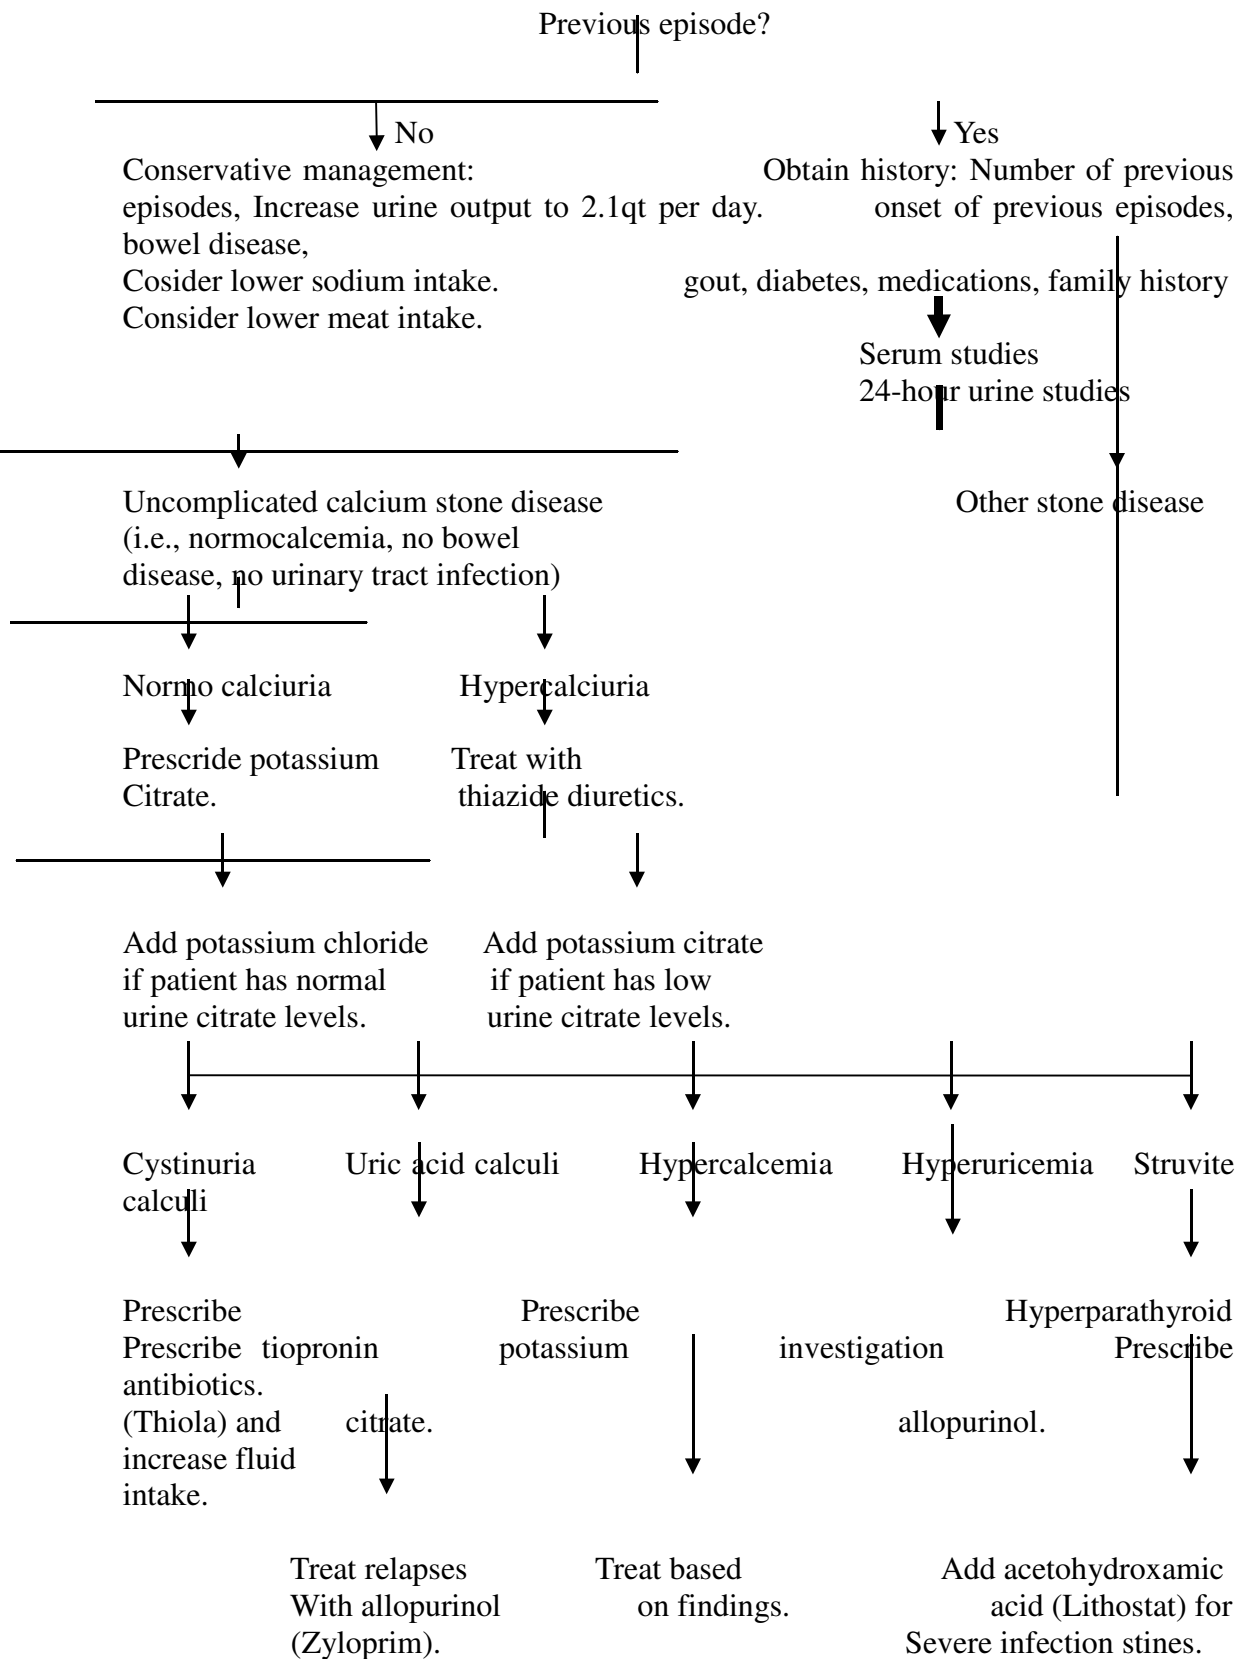 Previous episode?
No Yes
Conservative management: Obtain history: Number of previous
episodes, Increase urine output to 2.1qt per day. onset of previous episodes,
bowel disease,
Cosider lower sodium intake. gout, diabetes, medications, family history
Consider lower meat intake.
Serum studies
24-hour urine studies
Uncomplicated calcium stone disease Other stone disease
(i.e., normocalcemia, no bowel
disease, no urinary tract infection)
Normo calciuria Hypercalciuria
Prescride potassium Treat with
Citrate. thiazide diuretics.
Add potassium chloride Add potassium citrate
if patient has normal if patient has low
urine citrate levels. urine citrate levels.
Cystinuria Uric acid calculi Hypercalcemia Hyperuricemia Struvite
calculi
Prescribe Prescribe Hyperparathyroid
Prescribe tiopronin potassium investigation Prescribe
antibiotics.
(Thiola) and citrate. allopurinol.
increase fluid
intake.
Treat relapses Treat based Add acetohydroxamic
With allopurinol on findings. acid (Lithostat) for
(Zyloprim). Severe infection stines.